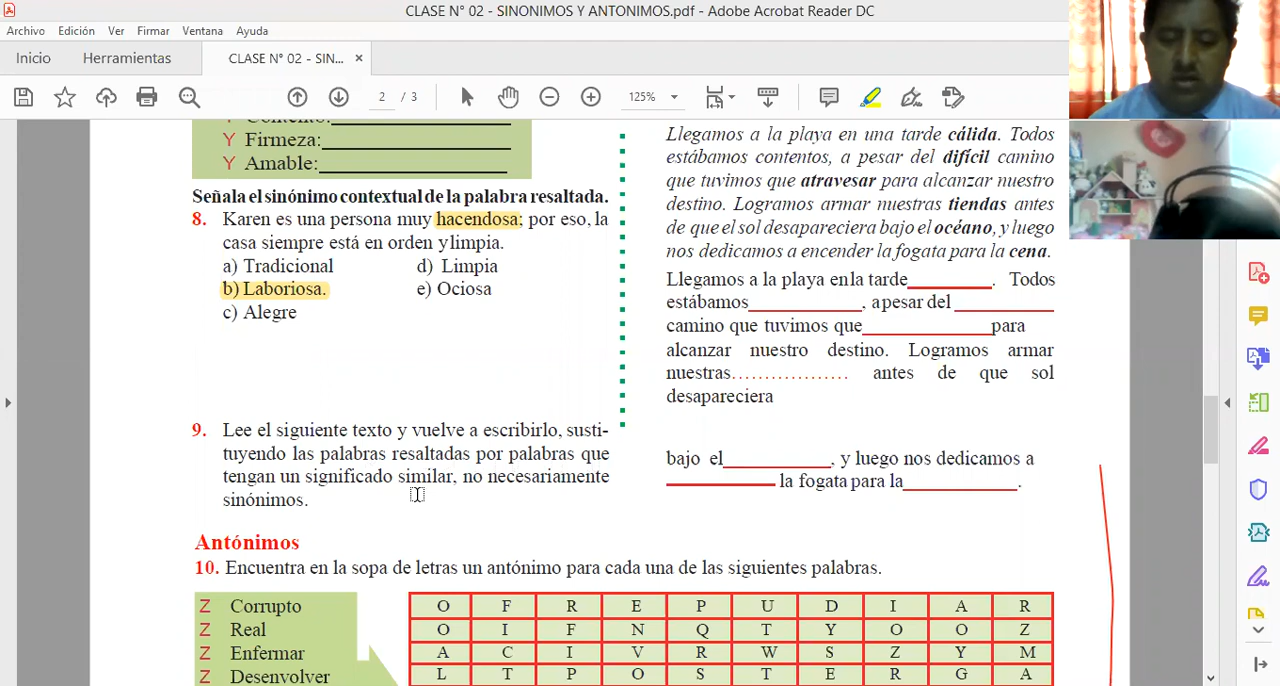 CLASE N° 02 - SINONIMOS Y ANTONIMOS.pdf - Adobe Acrobat Reader DC
Archivo Edición Ver Firmar Ventana Ayuda
Inicio Herramientas CLASE N° 02 - SIN... ×
2 / 3 125%
Y Firmeza:
Y Amable:
Señala el sinónimo contextual de la palabra resaltada.
8. Karen es una persona muy hacendosa; por eso, la
casa siempre está en orden y limpia.
a) Tradicional d) Limpia
b) Laboriosa. e) Ociosa
c) Alegre
9. Lee el siguiente texto y vuelve a escribirlo, susti-
tuyendo las palabras resaltadas por palabras que
tengan un significado similar, no necesariamente
sinónimos.
Llegamos a la playa en una tarde cálida. Todos
estábamos contentos, a pesar del difícil camino
que tuvimos que atravesar para alcanzar nuestro
destino. Logramos armar nuestras tiendas antes
de que el sol desapareciera bajo el océano, y luego
nos dedicamos a encender la fogata para la cena.
Llegamos a la playa en la tarde__________. Todos
estábamos____________, a pesar del __________
camino que tuvimos que_____________para
alcanzar nuestro destino. Logramos armar
nuestras.................. antes de que sol
desapareciera
bajo el___________, y luego nos dedicamos a
___________ la fogata para la____________.
Antónimos
10. Encuentra en la sopa de letras un antónimo para cada una de las siguientes palabras.
Z Corrupto
Z Real
Z Enfermar
Z Desenvolver
O F R E P U D I A R
O I F N Q T Y O O Z
A C I V R W S Z Y M
L T P O S T E R G A